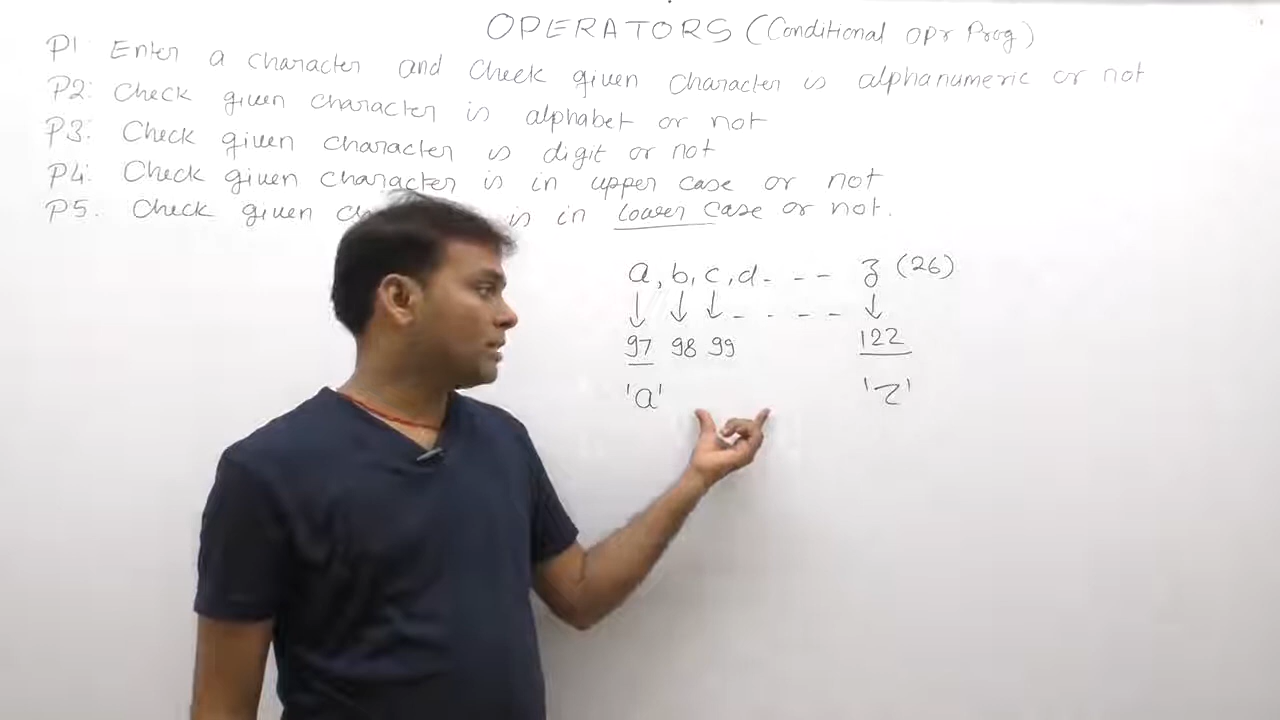 OPERATORS (Conditional opr Prog)
P1 Enter a character and check given character is alphanumeric or not
P2: Check given character is alphabet or not
P3: Check given character is digit or not
P4: Check given character is in upper case or not
P5. Check given is in lower case or not.
a, b, c, d - - - z (26)
97 98 99 - - - - 122
'a' 'z'